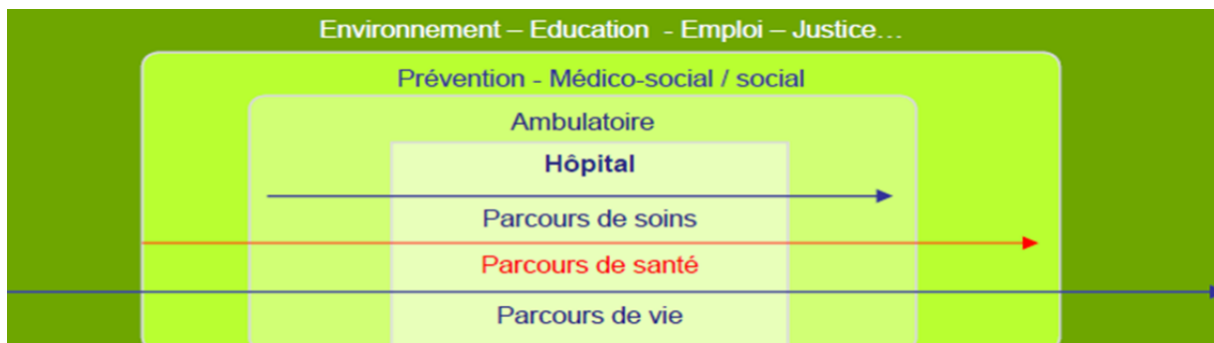 Environnement – Education - Emploi – Justice…
Prévention - Médico-social / social
Ambulatoire
Hôpital
Parcours de soins
Parcours de santé
Parcours de vie